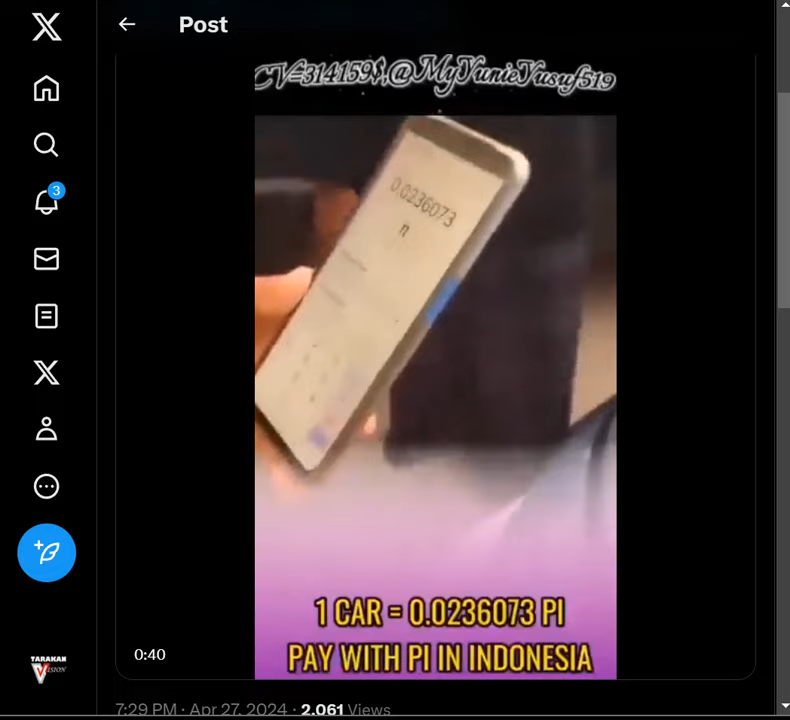 Post
CV=314159$,@MyYunieYusuf519
3
0.0236073
π
1 CAR = 0.0236073 PI
PAY WITH PI IN INDONESIA
0:40
TARAKAN
VISION
7:29 PM · Apr 27, 2024 · 2,061 Views